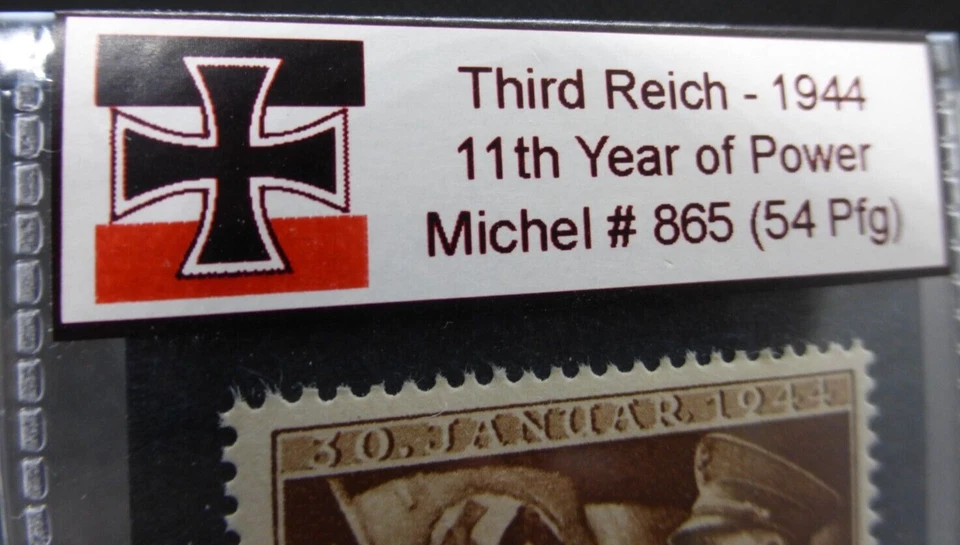 Third Reich - 1944
11th Year of Power
Michel # 865 (54 Pfg)
30. JANUAR 1944